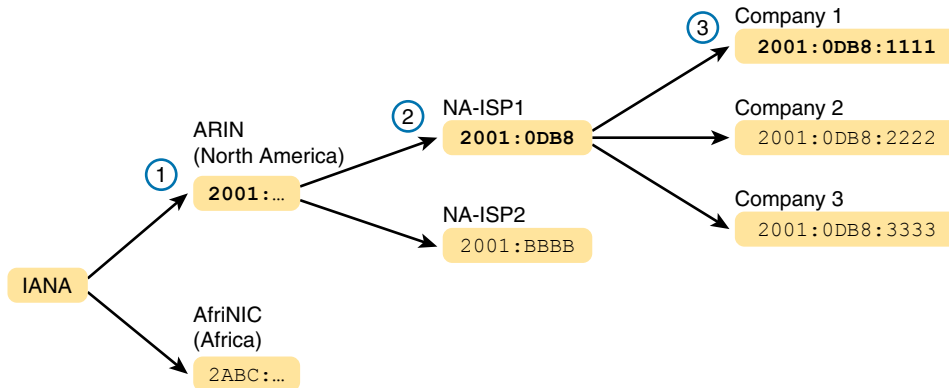 IANA
1
ARIN
(North America)
2001:…
AfriNIC
(Africa)
2ABC:…
2
NA-ISP1
2001:0DB8
NA-ISP2
2001:BBBB
3
Company 1
2001:0DB8:1111
Company 2
2001:0DB8:2222
Company 3
2001:0DB8:3333